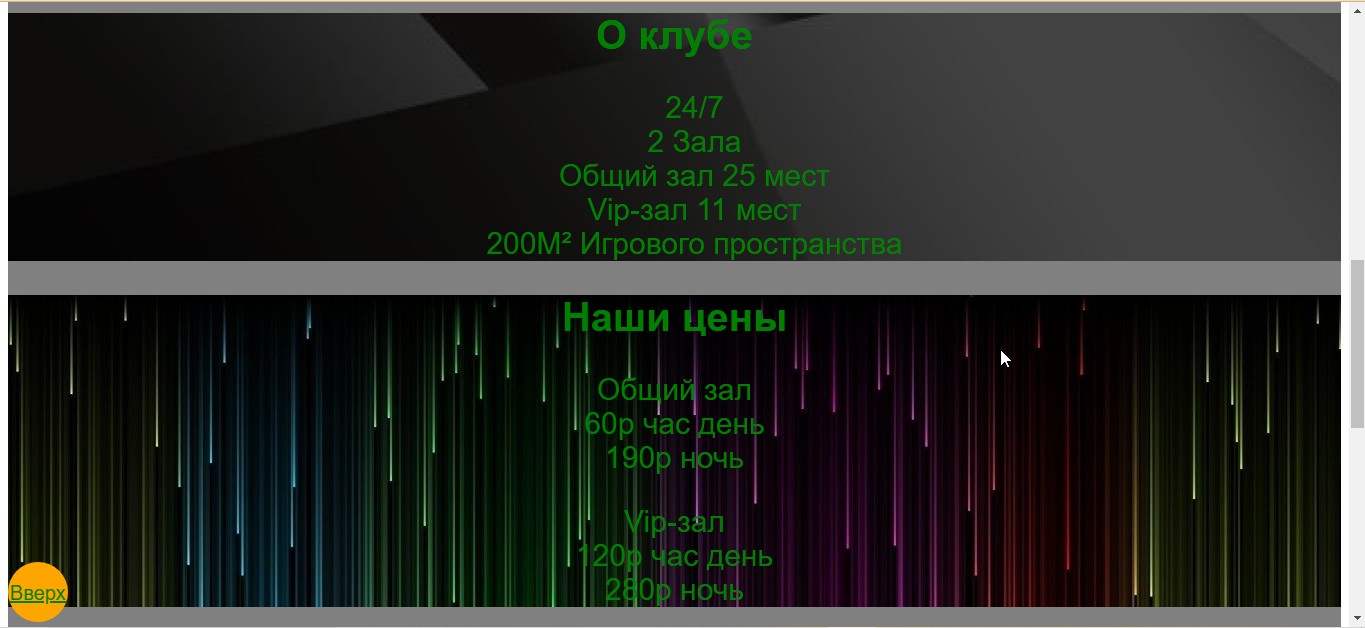 О клубе
24/7
2 Зала
Общий зал 25 мест
Vip-зал 11 мест
200М² Игрового пространства
Наши цены
Общий зал
60р час день
190р ночь
Vip-зал
120р час день
280р ночь
Вверх